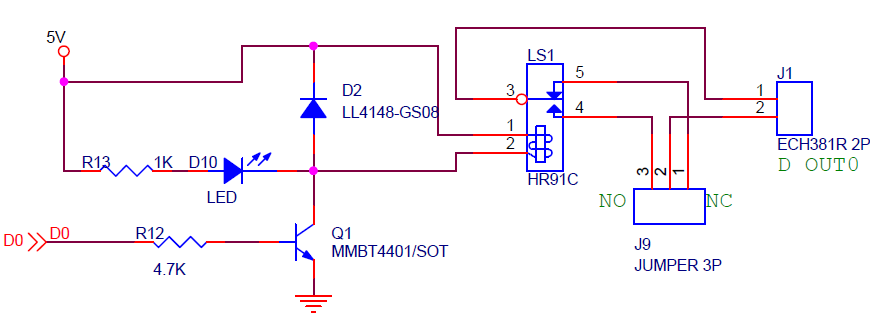 5V
LS1
J1
D2
LL4148-GS08
3
5
4
1
2
1
2
ECH381R 2P
D OUT0
HR91C
R13
1K
D10
LED
3
2
1
NO
NC
J9
JUMPER 3P
D0
D0
R12
4.7K
Q1
MMBT4401/SOT